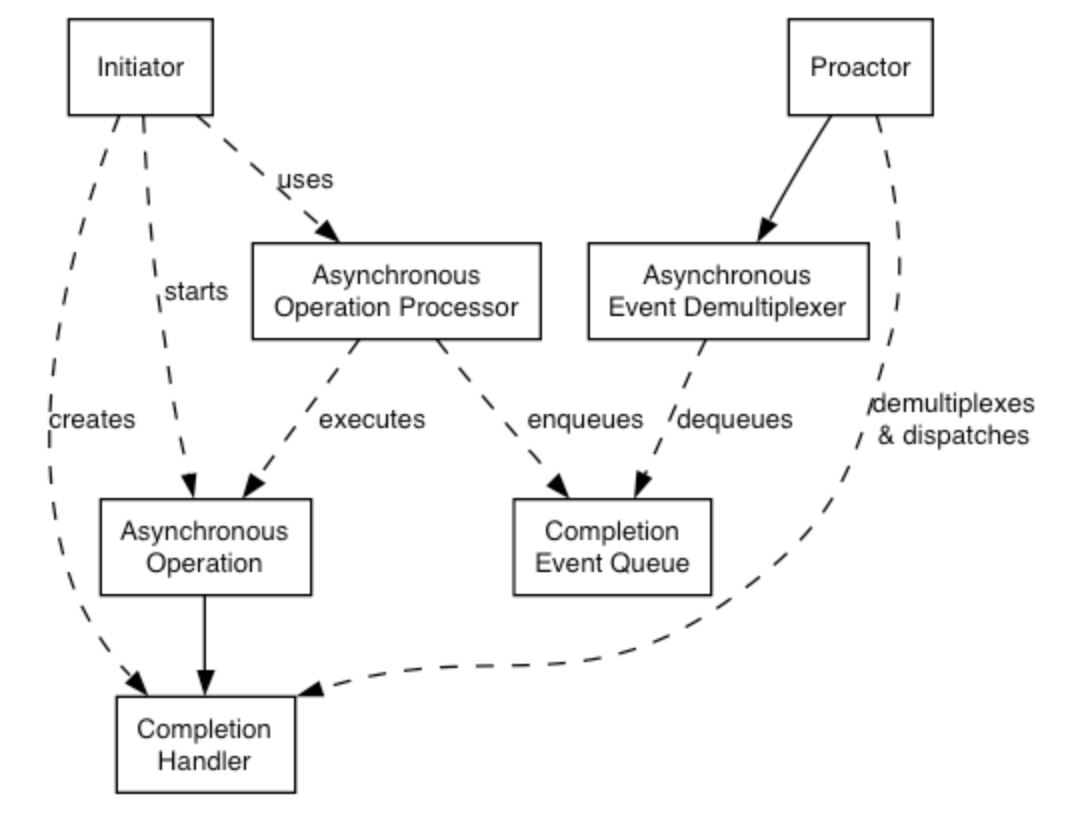 Initiator
Proactor
uses
Asynchronous
Operation Processor
Asynchronous
Event Demultiplexer
starts
creates
executes
enqueues
dequeues
demultiplexes
& dispatches
Asynchronous
Operation
Completion
Event Queue
Completion
Handler